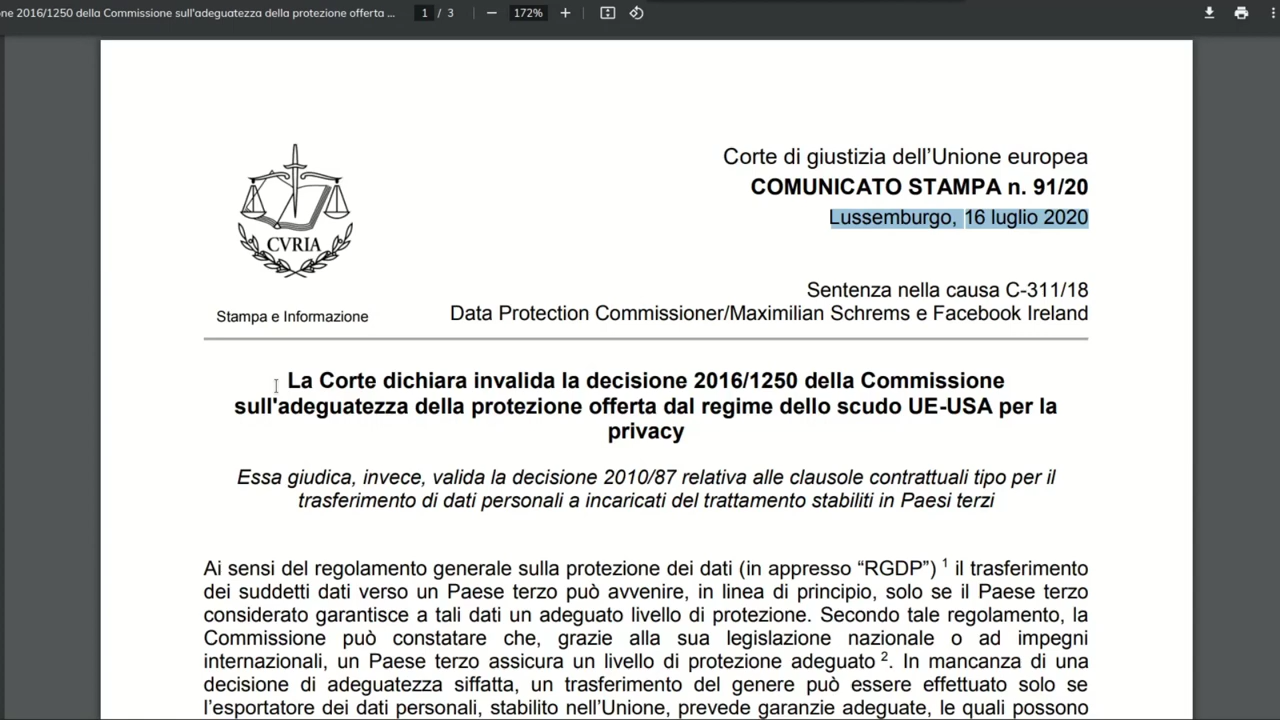 ne 2016/1250 della Commissione sull'adeguatezza della protezione offerta ... 1 / 3 172%
Corte di giustizia dell'Unione europea
COMUNICATO STAMPA n. 91/20
Lussemburgo, 16 luglio 2020
CVRIA
Sentenza nella causa C-311/18
Stampa e Informazione
Data Protection Commissioner/Maximilian Schrems e Facebook Ireland
La Corte dichiara invalida la decisione 2016/1250 della Commissione
sull'adeguatezza della protezione offerta dal regime dello scudo UE-USA per la
privacy
Essa giudica, invece, valida la decisione 2010/87 relativa alle clausole contrattuali tipo per il
trasferimento di dati personali a incaricati del trattamento stabiliti in Paesi terzi
Ai sensi del regolamento generale sulla protezione dei dati (in appresso “RGDP”) 1 il trasferimento
dei suddetti dati verso un Paese terzo può avvenire, in linea di principio, solo se il Paese terzo
considerato garantisce a tali dati un adeguato livello di protezione. Secondo tale regolamento, la
Commissione può constatare che, grazie alla sua legislazione nazionale o ad impegni
internazionali, un Paese terzo assicura un livello di protezione adeguato 2. In mancanza di una
decisione di adeguatezza siffatta, un trasferimento del genere può essere effettuato solo se
l'esportatore dei dati personali, stabilito nell'Unione, prevede garanzie adeguate, le quali possono